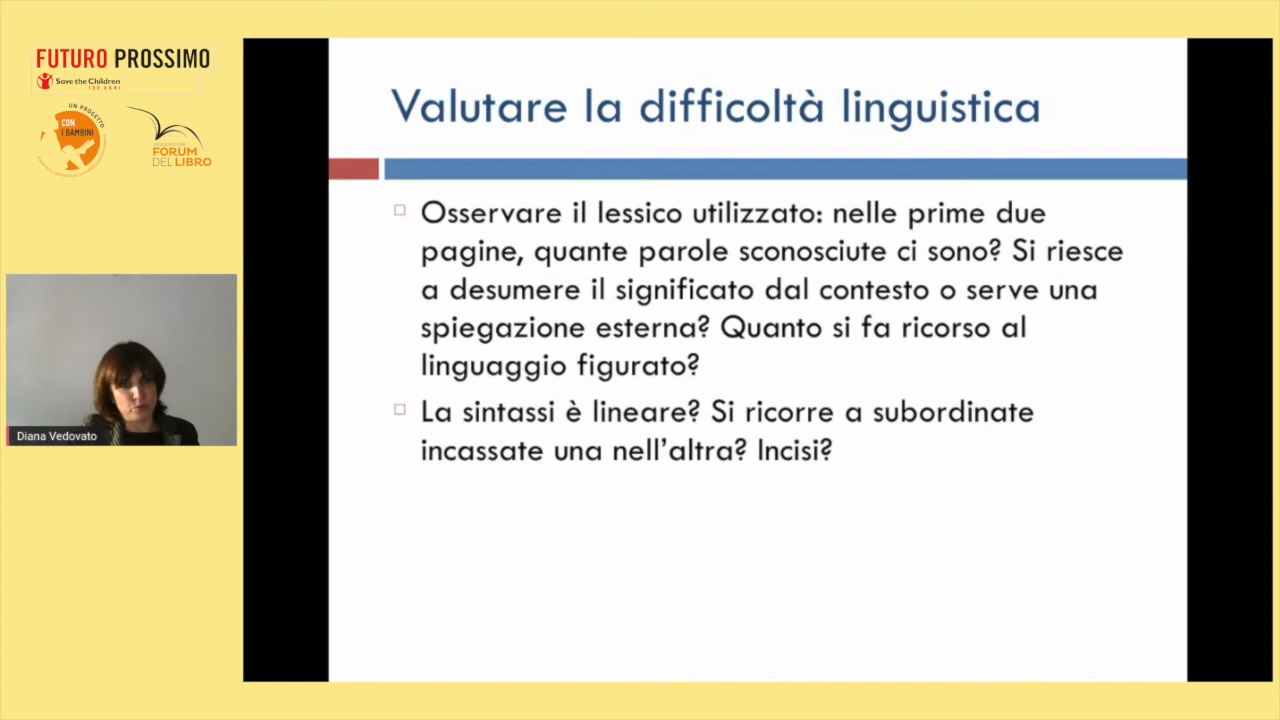 FUTURO PROSSIMO
Save the Children
100 ANNI
UN PROGETTO
CON
I BAMBINI
ASSOCIAZIONE
FORUM
DEL LIBRO
Diana Vedovato
Valutare la difficoltà linguistica
Osservare il lessico utilizzato: nelle prime due
pagine, quante parole sconosciute ci sono? Si riesce
a desumere il significato dal contesto o serve una
spiegazione esterna? Quanto si fa ricorso al
linguaggio figurato?
La sintassi è lineare? Si ricorre a subordinate
incassate una nell’altra? Incisi?